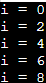 i = 0
i = 2
i = 4
i = 6
i = 8